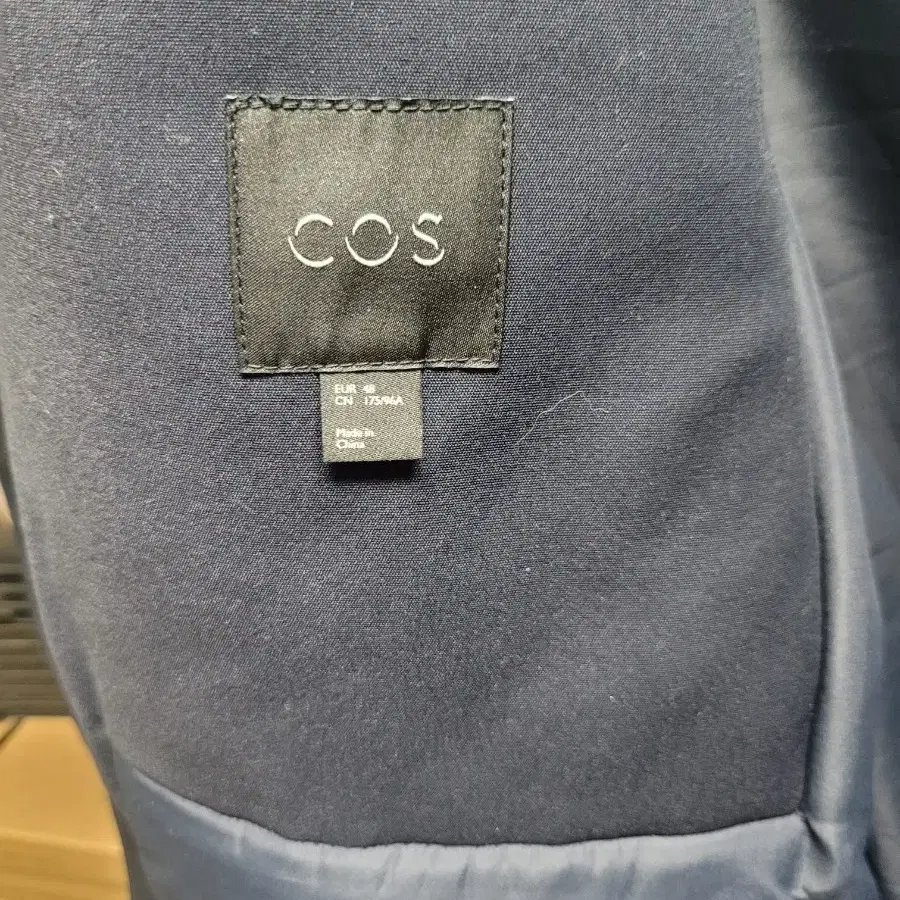 COS
EUR 48
CN 175/96A
Made in
China